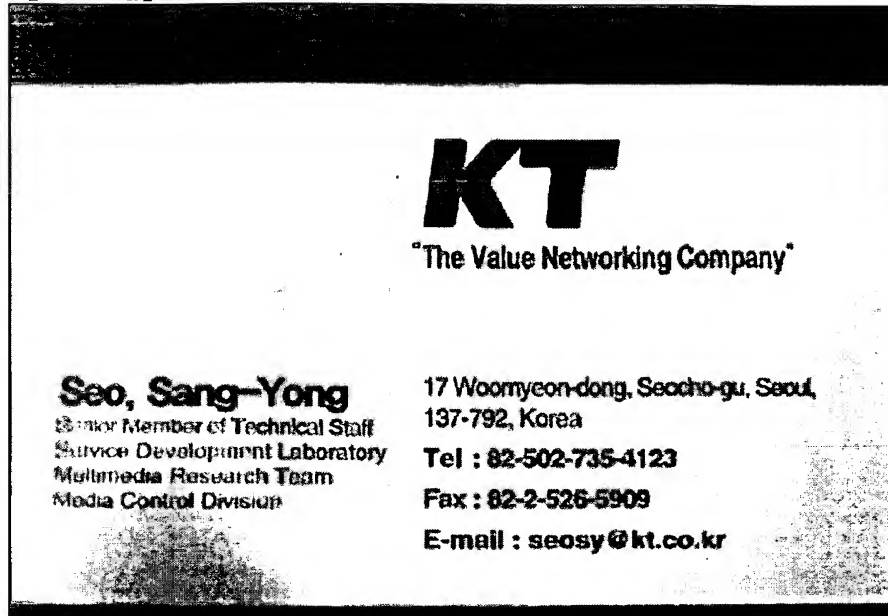 KT
"The Value Networking Company"
Seo, Sang-Yong
Senior Member of Technical Staff
Service Development Laboratory
Multimedia Research Team
Media Control Division
17 Woomyeon-dong, Seocho-gu, Seoul,
137-792, Korea
Tel : 82-502-735-4123
Fax : 82-2-526-5909
E-mail : seosy@kt.co.kr